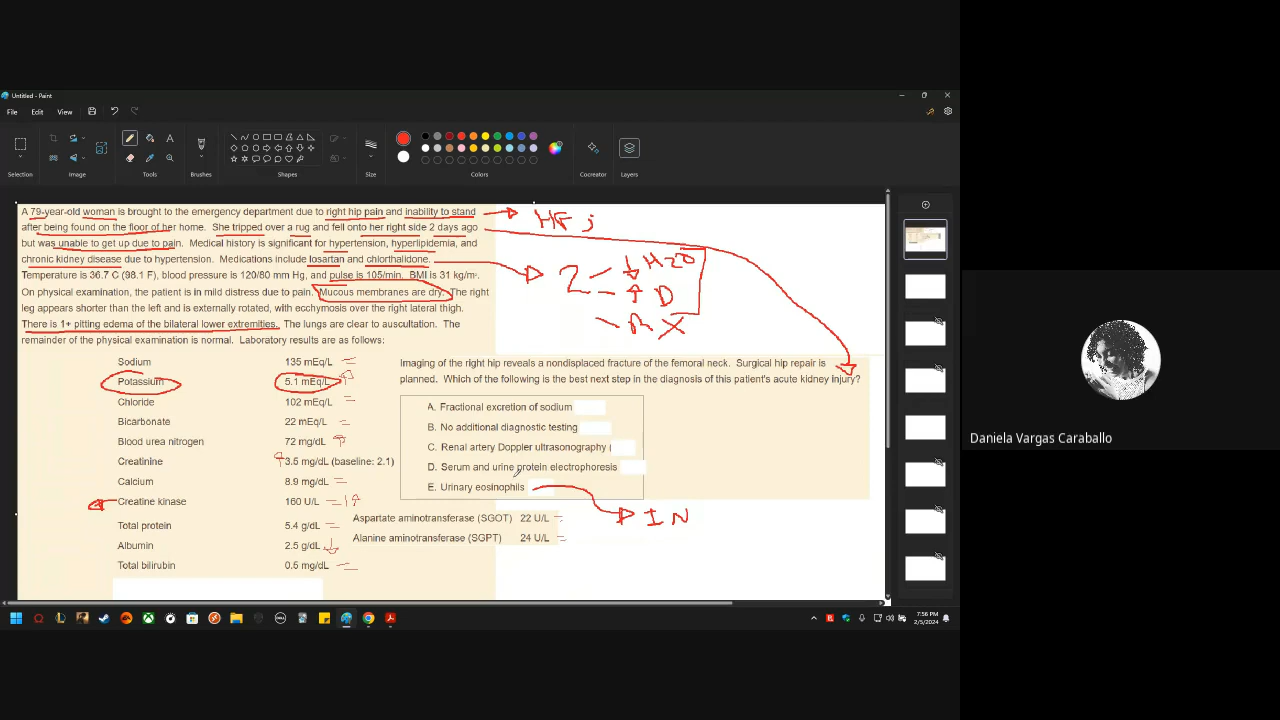 Untitled - Paint
File Edit View
Selection Image Tools Brushes Shapes Size Colors Cocreator Layers
A 79-year-old woman is brought to the emergency department due to right hip pain and inability to stand
after being found on the floor of her home. She tripped over a rug and fell onto her right side 2 days ago
but was unable to get up due to pain. Medical history is significant for hypertension, hyperlipidemia, and
chronic kidney disease due to hypertension. Medications include losartan and chlorthalidone.
Temperature is 36.7 C (98.1 F), blood pressure is 120/80 mm Hg, and pulse is 105/min. BMI is 31 kg/m².
On physical examination, the patient is in mild distress due to pain. Mucous membranes are dry. The right
leg appears shorter than the left and is externally rotated, with ecchymosis over the right lateral thigh.
There is 1+ pitting edema of the bilateral lower extremities. The lungs are clear to auscultation. The
remainder of the physical examination is normal. Laboratory results are as follows:
HF
2 H2O
D
X
Sodium 135 mEq/L
Potassium 5.1 mEq/L
Chloride 102 mEq/L
Bicarbonate 22 mEq/L
Blood urea nitrogen 72 mg/dL
Creatinine 3.5 mg/dL (baseline: 2.1)
Calcium 8.9 mg/dL
Creatine kinase 160 U/L
Total protein 5.4 g/dL
Albumin 2.5 g/dL
Total bilirubin 0.6 mg/dL
Imaging of the right hip reveals a nondisplaced fracture of the femoral neck. Surgical hip repair is
planned. Which of the following is the best next step in the diagnosis of this patient's acute kidney injury?
A. Fractional excretion of sodium
B. No additional diagnostic testing
C. Renal artery Doppler ultrasonography (
D. Serum and urine protein electrophoresis
E. Urinary eosinophils
IN
Aspartate aminotransferase (SGOT) 22 U/L
Alanine aminotransferase (SGPT) 24 U/L
Daniela Vargas Caraballo
7:56 PM
2/5/2024